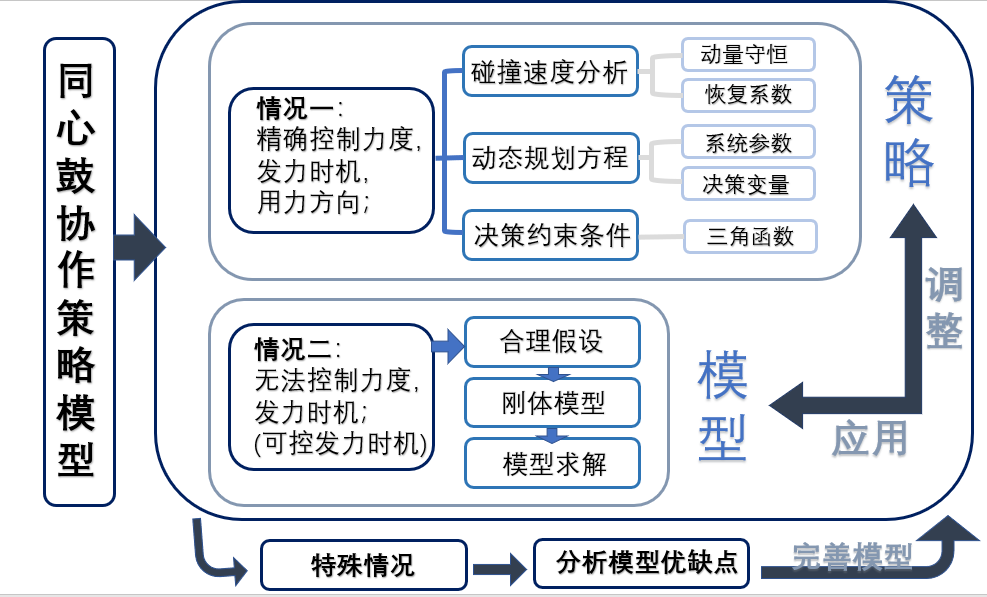 同心鼓协作策略模型
情况一：
精确控制力度，
发力时机，
用力方向；
碰撞速度分析
动量守恒
恢复系数
动态规划方程
系统参数
决策变量
决策约束条件
三角函数
策略
情况二：
无法控制力度，
发力时机；
(可控发力时机)
合理假设
刚体模型
模型求解
模型
调整
应用
特殊情况
分析模型优缺点
完善模型